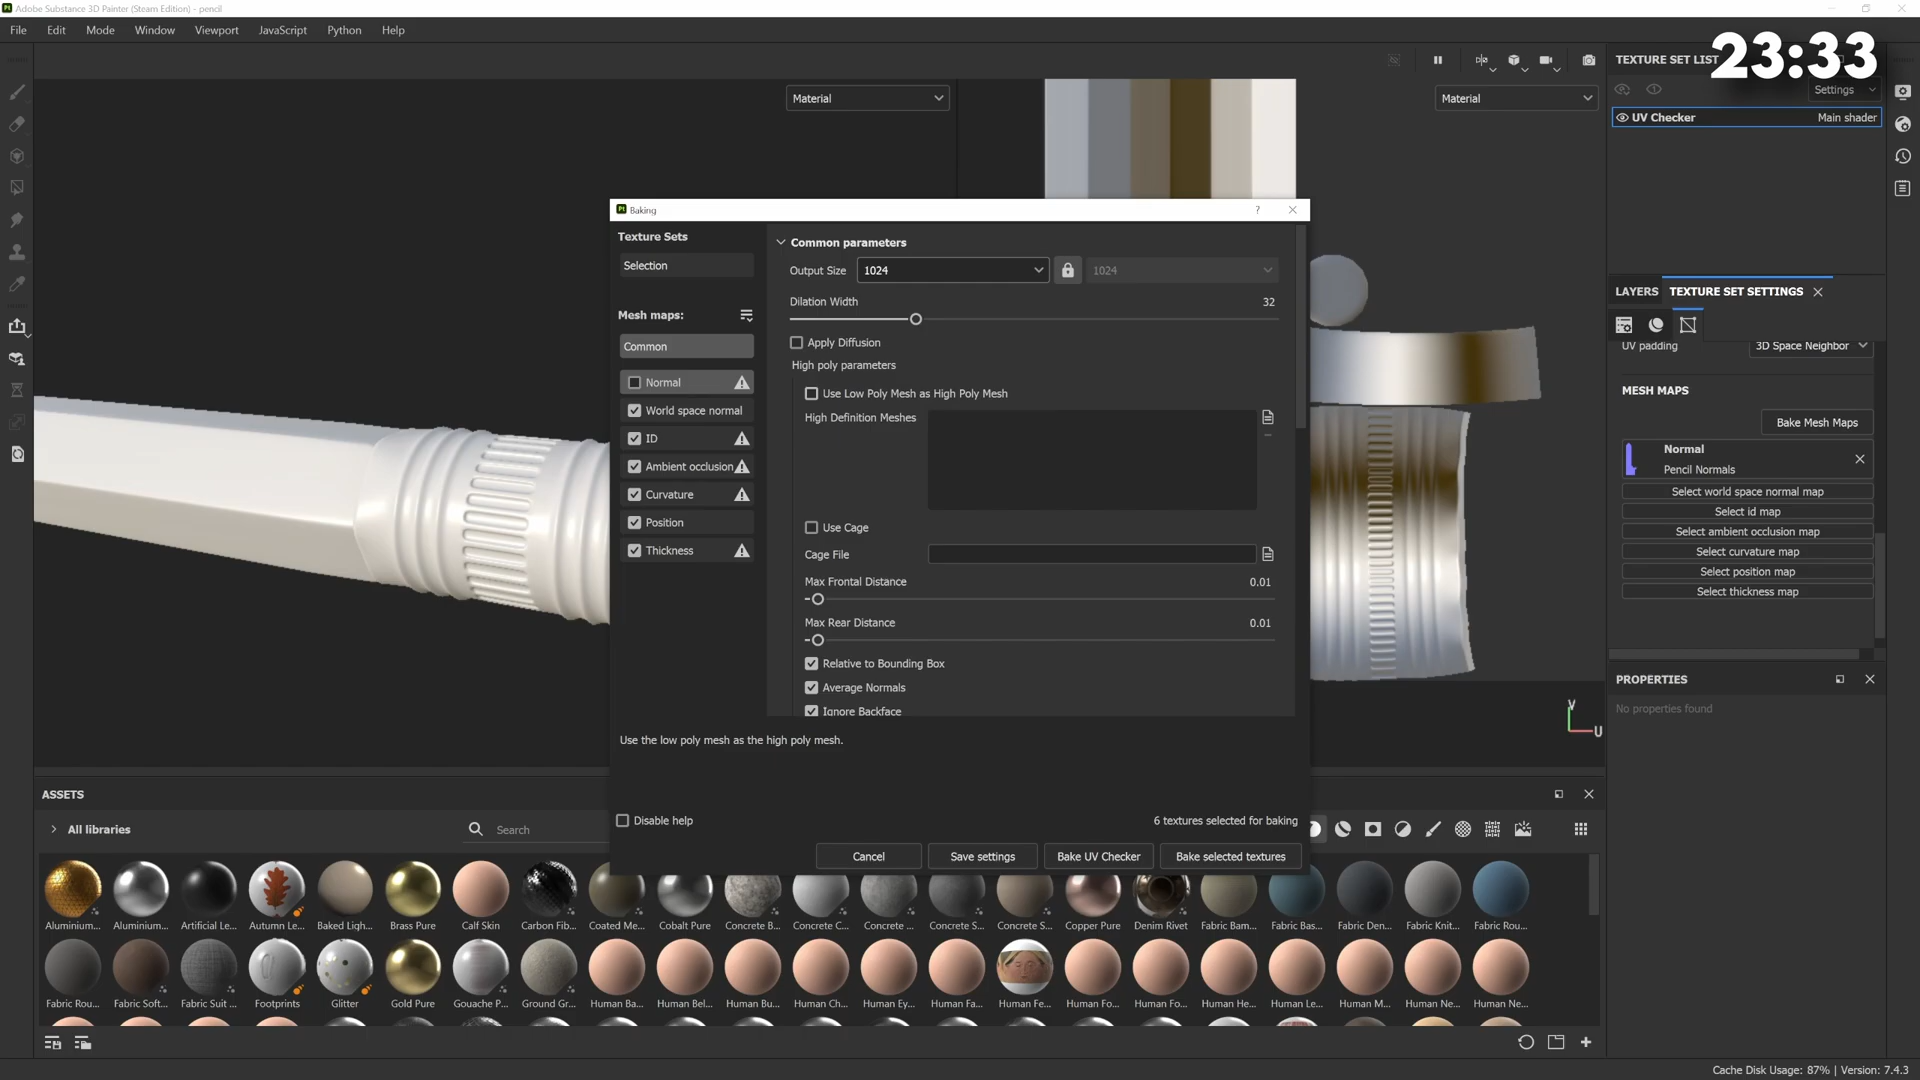 Adobe Substance 3D Painter (Steam Edition) - pencil
File Edit Mode Window Viewport JavaScript Python Help
23:33
Material
Material
TEXTURE SET LIST
Settings
UV Checker Main shader
Baking ?
Texture Sets
Selection
Mesh maps:
Common
Normal
World space normal
ID
Ambient occlusion
Curvature
Position
Thickness
Common parameters
Output Size 1024 1024
Dilation Width 32
Apply Diffusion
High poly parameters
Use Low Poly Mesh as High Poly Mesh
High Definition Meshes
Use Cage
Cage File
Max Frontal Distance 0.01
Max Rear Distance 0.01
Relative to Bounding Box
Average Normals
Ignore Backface
Use the low poly mesh as the high poly mesh.
Disable help
6 textures selected for baking
Cancel Save settings Bake UV Checker Bake selected textures
LAYERS TEXTURE SET SETTINGS
UV padding 3D Space Neighbor
MESH MAPS
Bake Mesh Maps
Normal
Pencil Normals
Select world space normal map
Select id map
Select ambient occlusion map
Select curvature map
Select position map
Select thickness map
PROPERTIES
No properties found
V
U
ASSETS
All libraries
Search
Aluminium... Aluminium... Artificial Le... Autumn Le... Baked Ligh... Brass Pure Calf Skin Carbon Fib... Coated Me... Cobalt Pure Concrete B... Concrete C... Concrete ... Concrete S... Concrete S... Copper Pure Denim Rivet Fabric Bam... Fabric Bas... Fabric Den... Fabric Knit... Fabric Rou...
Fabric Rou... Fabric Soft... Fabric Suit ... Footprints Glitter Gold Pure Gouache P... Ground Gr... Human Ba... Human Bel... Human Bu... Human Ch... Human Ey... Human Fa... Human Fe... Human Fo... Human Fo... Human He... Human Le... Human M... Human Ne... Human Ne...
Cache Disk Usage: 87% | Version: 7.4.3